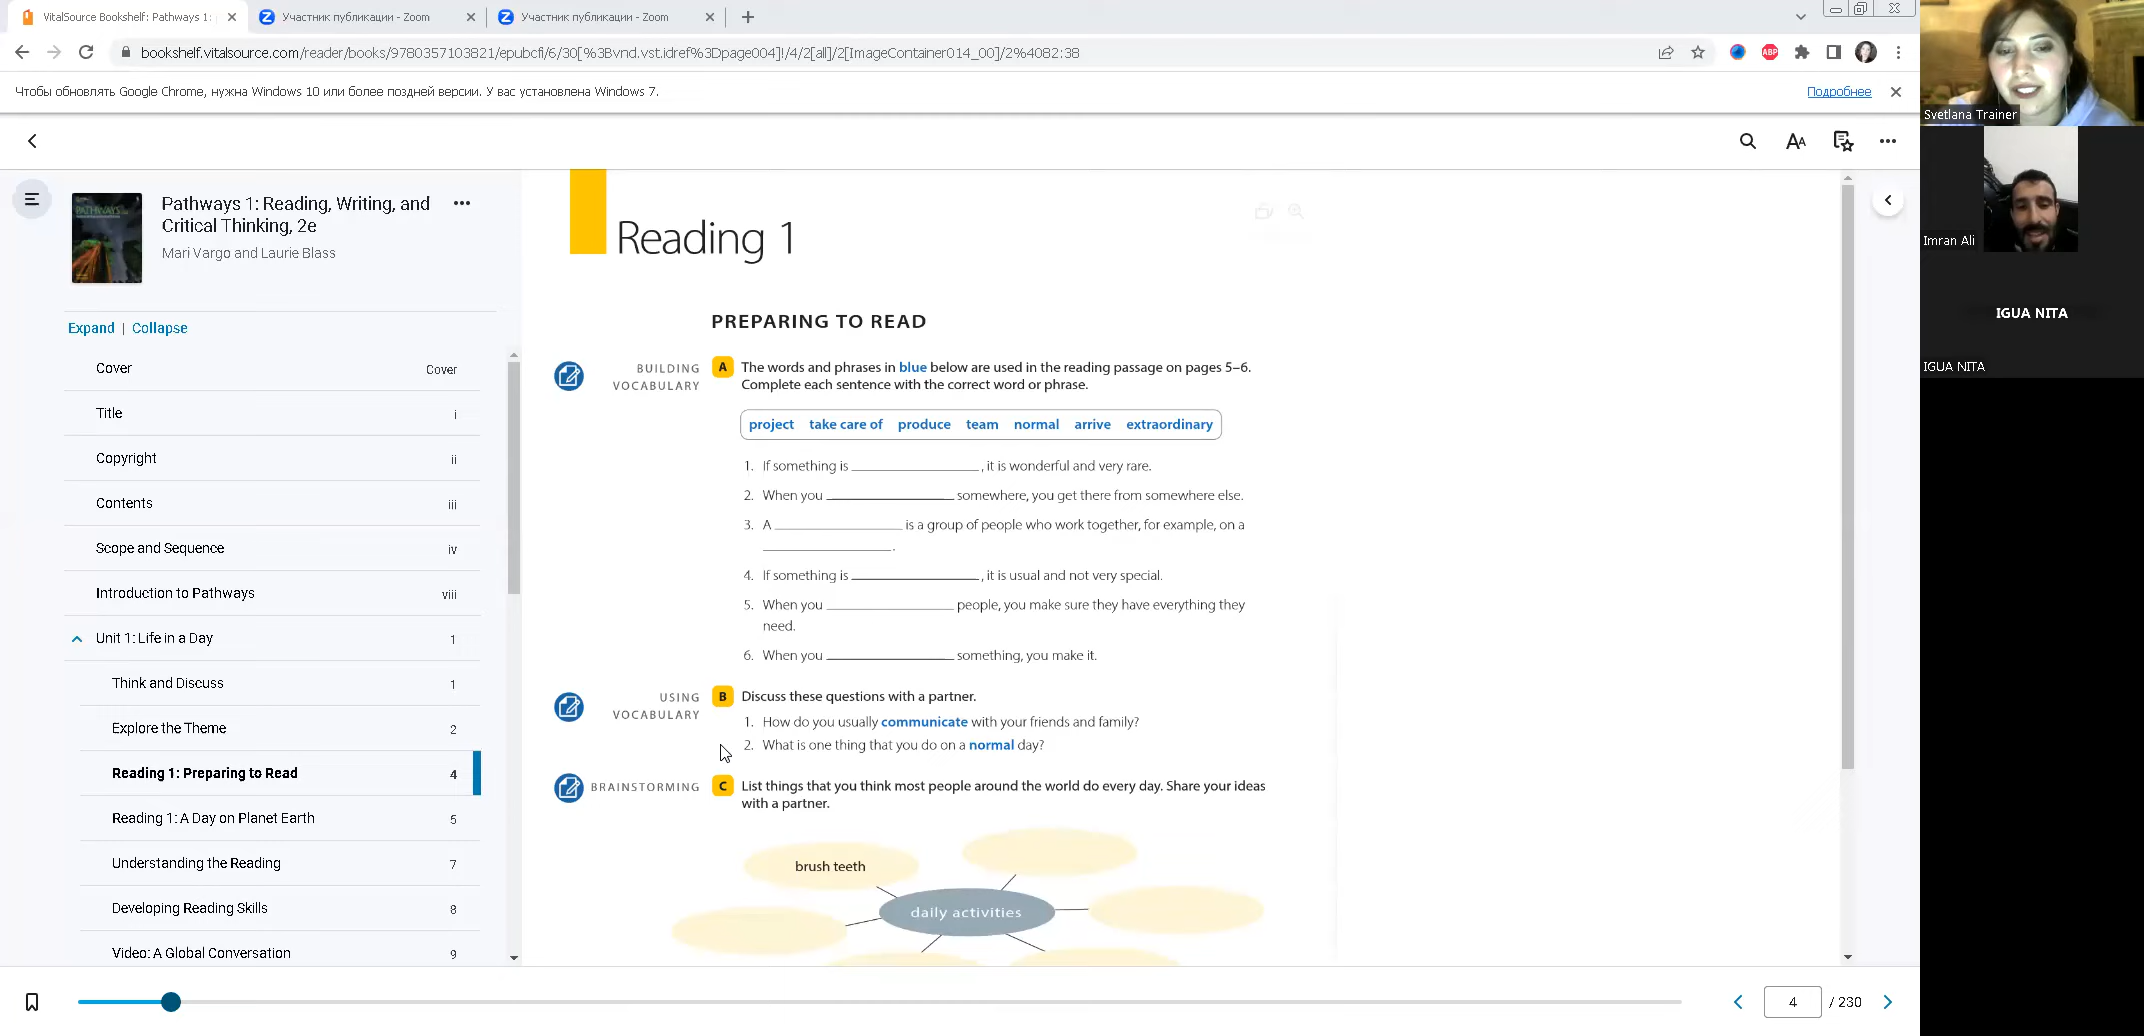 VitalSource Bookshelf: Pathways 1:
Участник публикации - Zoom
Участник публикации - Zoom
bookshelf.vitalsource.com/reader/books/9780357103821/epubcfi/6/30[%3Bvnd.vst.idref%3Dpage004]!/4/2[all]/2[ImageContainer014_00]/2%4082:38
ABP
Чтобы обновлять Google Chrome, нужна Windows 10 или более поздней версии. У вас установлена Windows 7.
Подробнее
Pathways 1: Reading, Writing, and
Critical Thinking, 2e
Mari Vargo and Laurie Blass
Expand | Collapse
Cover Cover
Title i
Copyright ii
Contents iii
Scope and Sequence iv
Introduction to Pathways viii
Unit 1: Life in a Day 1
Think and Discuss 1
Explore the Theme 2
Reading 1: Preparing to Read 4
Reading 1: A Day on Planet Earth 5
Understanding the Reading 7
Developing Reading Skills 8
Video: A Global Conversation 9
Reading 1
PREPARING TO READ
BUILDING
VOCABULARY
A The words and phrases in blue below are used in the reading passage on pages 5–6.
Complete each sentence with the correct word or phrase.
project take care of produce team normal arrive extraordinary
1. If something is ____________, it is wonderful and very rare.
2. When you ____________ somewhere, you get there from somewhere else.
3. A ____________ is a group of people who work together, for example, on a
____________.
4. If something is ____________, it is usual and not very special.
5. When you ____________ people, you make sure they have everything they
need.
6. When you ____________ something, you make it.
USING
VOCABULARY
B Discuss these questions with a partner.
1. How do you usually communicate with your friends and family?
2. What is one thing that you do on a normal day?
BRAINSTORMING
C List things that you think most people around the world do every day. Share your ideas
with a partner.
brush teeth
daily activities
4 / 230
Svetlana Trainer
Imran Ali
IGUA NITA
IGUA NITA